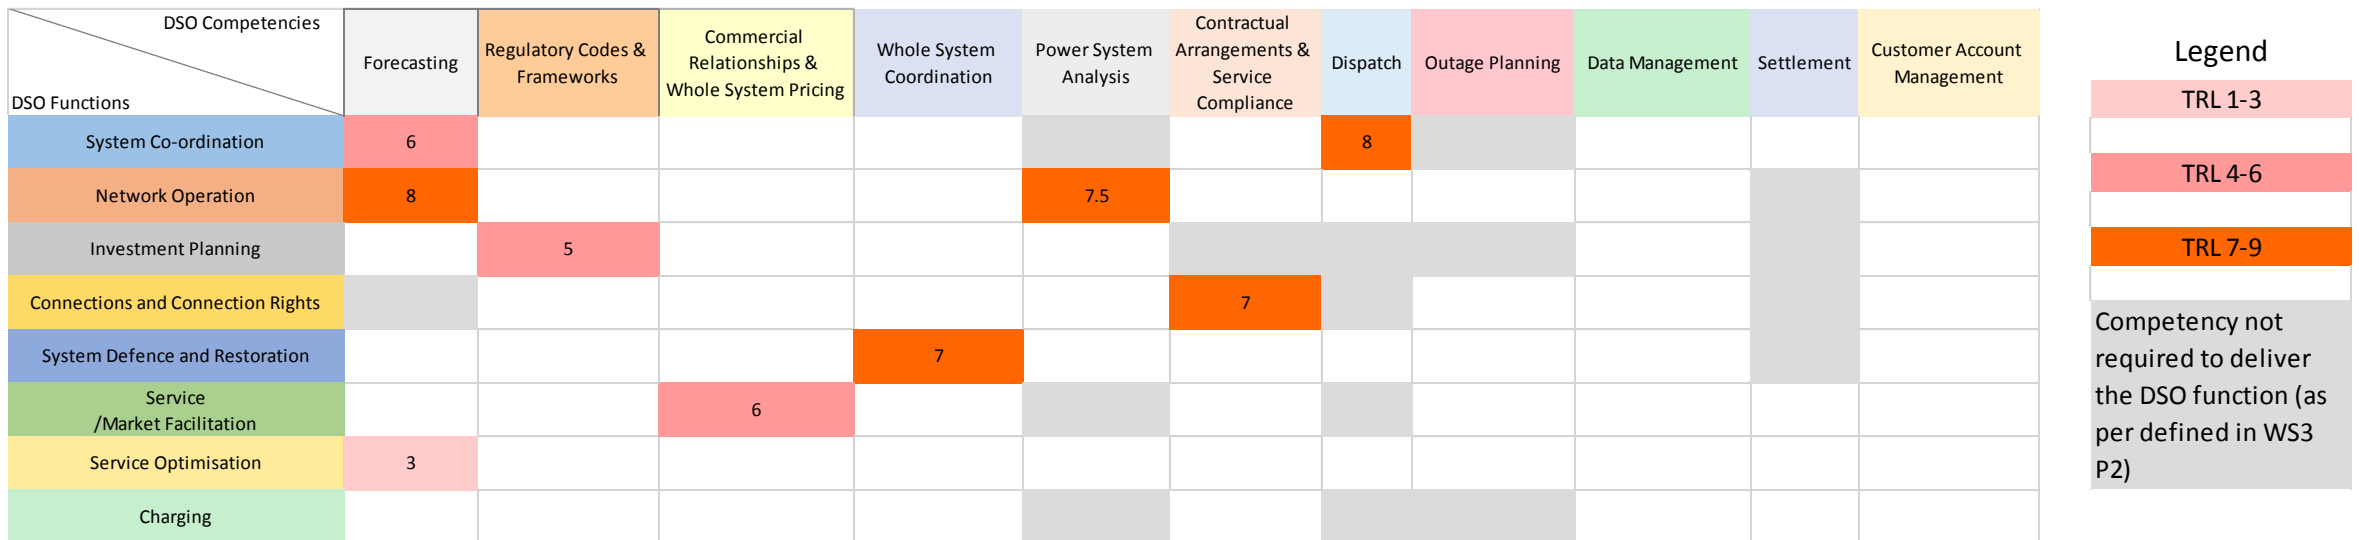 DSO Competencies
DSO Functions
Forecasting
Regulatory Codes &
Frameworks
Commercial
Relationships &
Whole System Pricing
Whole System
Coordination
Power System
Analysis
Contractual
Arrangements &
Service
Compliance
Dispatch
Outage Planning
Data Management
Settlement
Customer Account
Management
System Co-ordination
6
8
Network Operation
8
7.5
Investment Planning
5
Connections and Connection Rights
7
System Defence and Restoration
7
Service
/Market Facilitation
6
Service Optimisation
3
Charging
Legend
TRL 1-3
TRL 4-6
TRL 7-9
Competency not
required to deliver
the DSO function (as
per defined in WS3
P2)